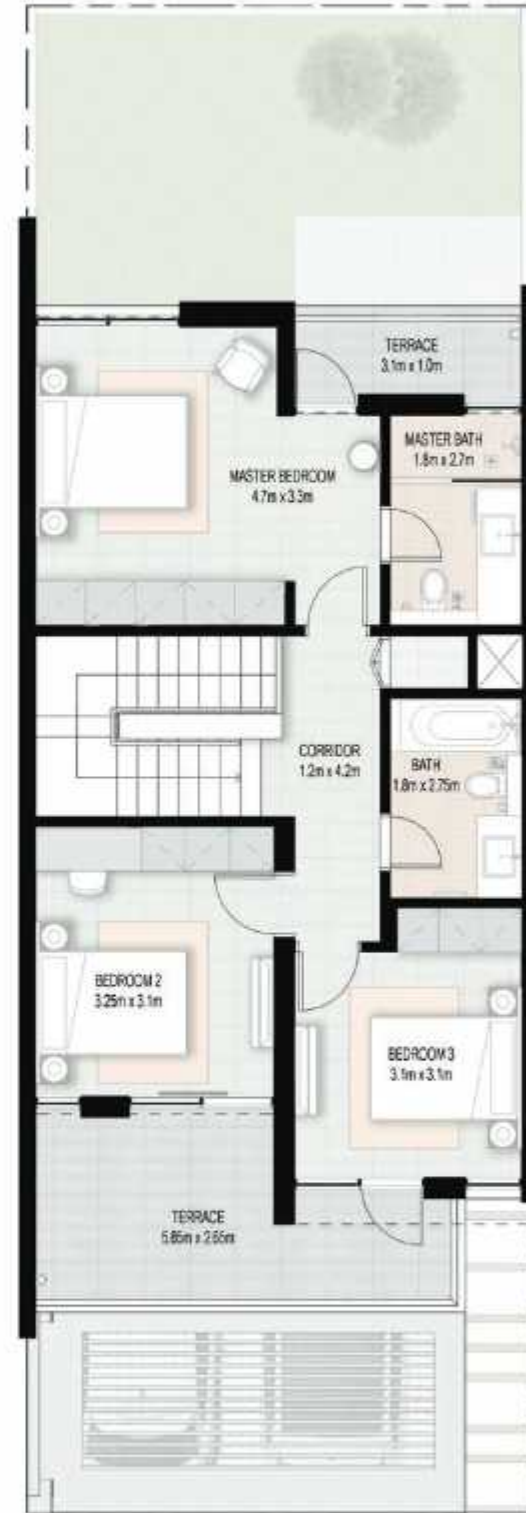 TERRACE
3.1m x 1.0m
MASTER BATH
1.8m x 2.7m
MASTER BEDROOM
4.7m x 3.3m
CORRIDOR
1.2m x 4.2m
BATH
1.8m x 2.75m
BEDROOM 2
3.25m x 3.1m
BEDROOM 3
3.1m x 3.1m
TERRACE
5.85m x 2.65m